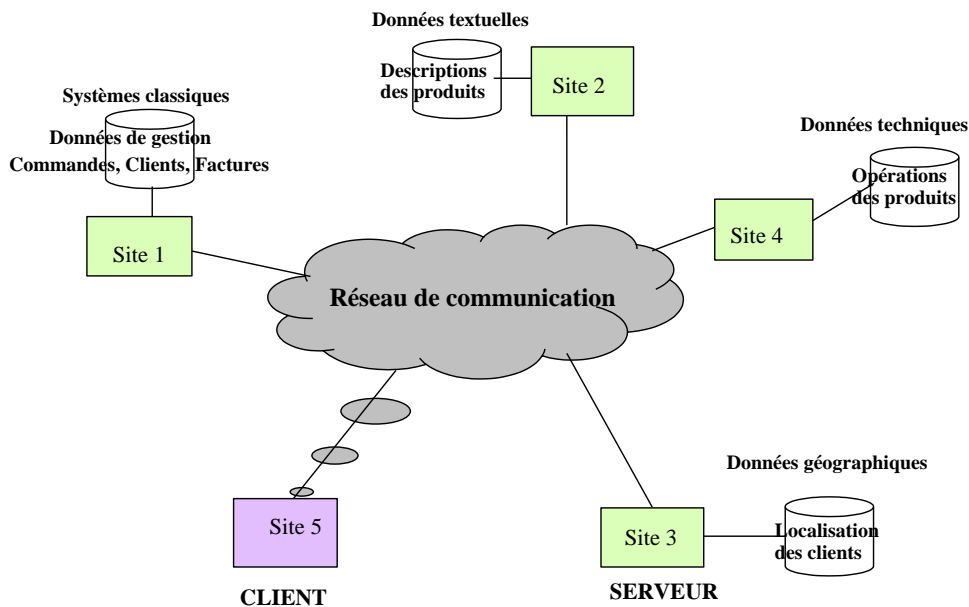 Données textuelles
Descriptions
des produits
Site 2
Systèmes classiques
Données de gestion
Commandes, Clients, Factures
Site 1
Données techniques
Opérations
des produits
Site 4
Réseau de communication
Données géographiques
Localisation
des clients
Site 3
SERVEUR
Site 5
CLIENT